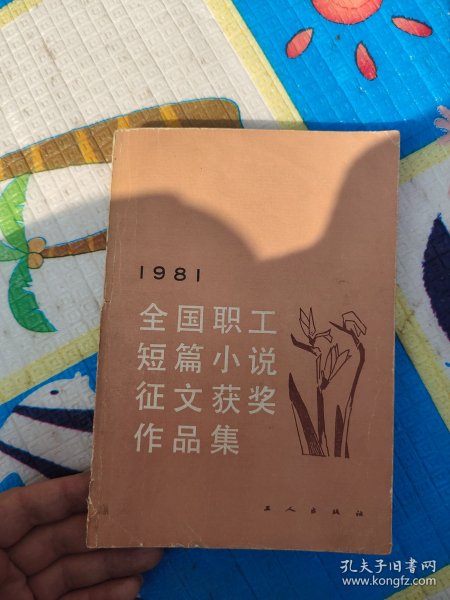 1981
全国职工
短篇小说
征文获奖
作品集
工人出版社
孔夫子旧书网
www.kongfz.com